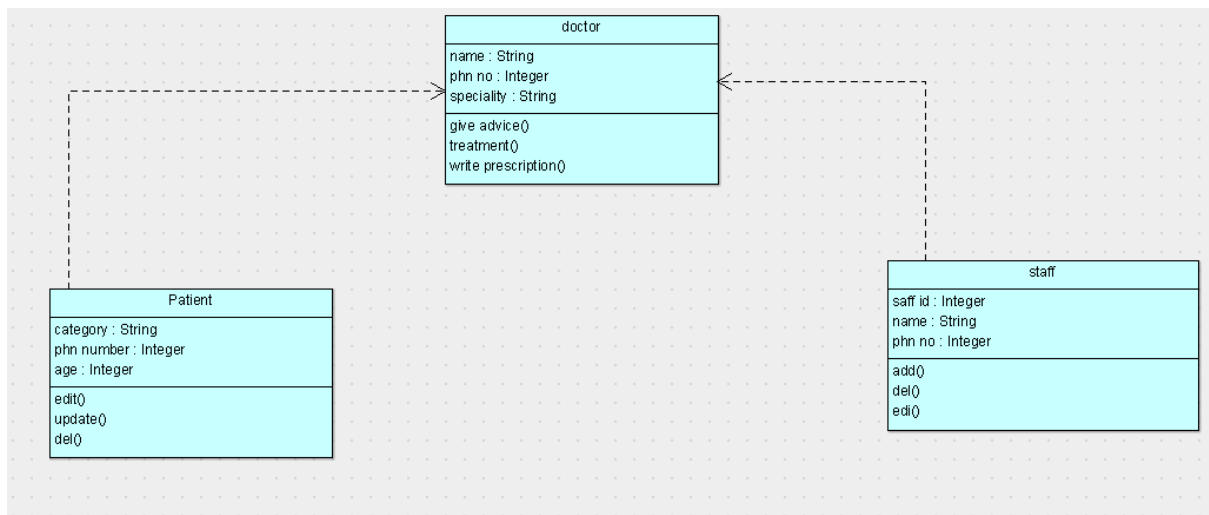 doctor
name : String
phn no : Integer
speciality : String
give advice()
treatment()
write prescription()
Patient
category : String
phn number : Integer
age : Integer
edit()
update()
del()
staff
saff id : Integer
name : String
phn no : Integer
add()
del()
edi()